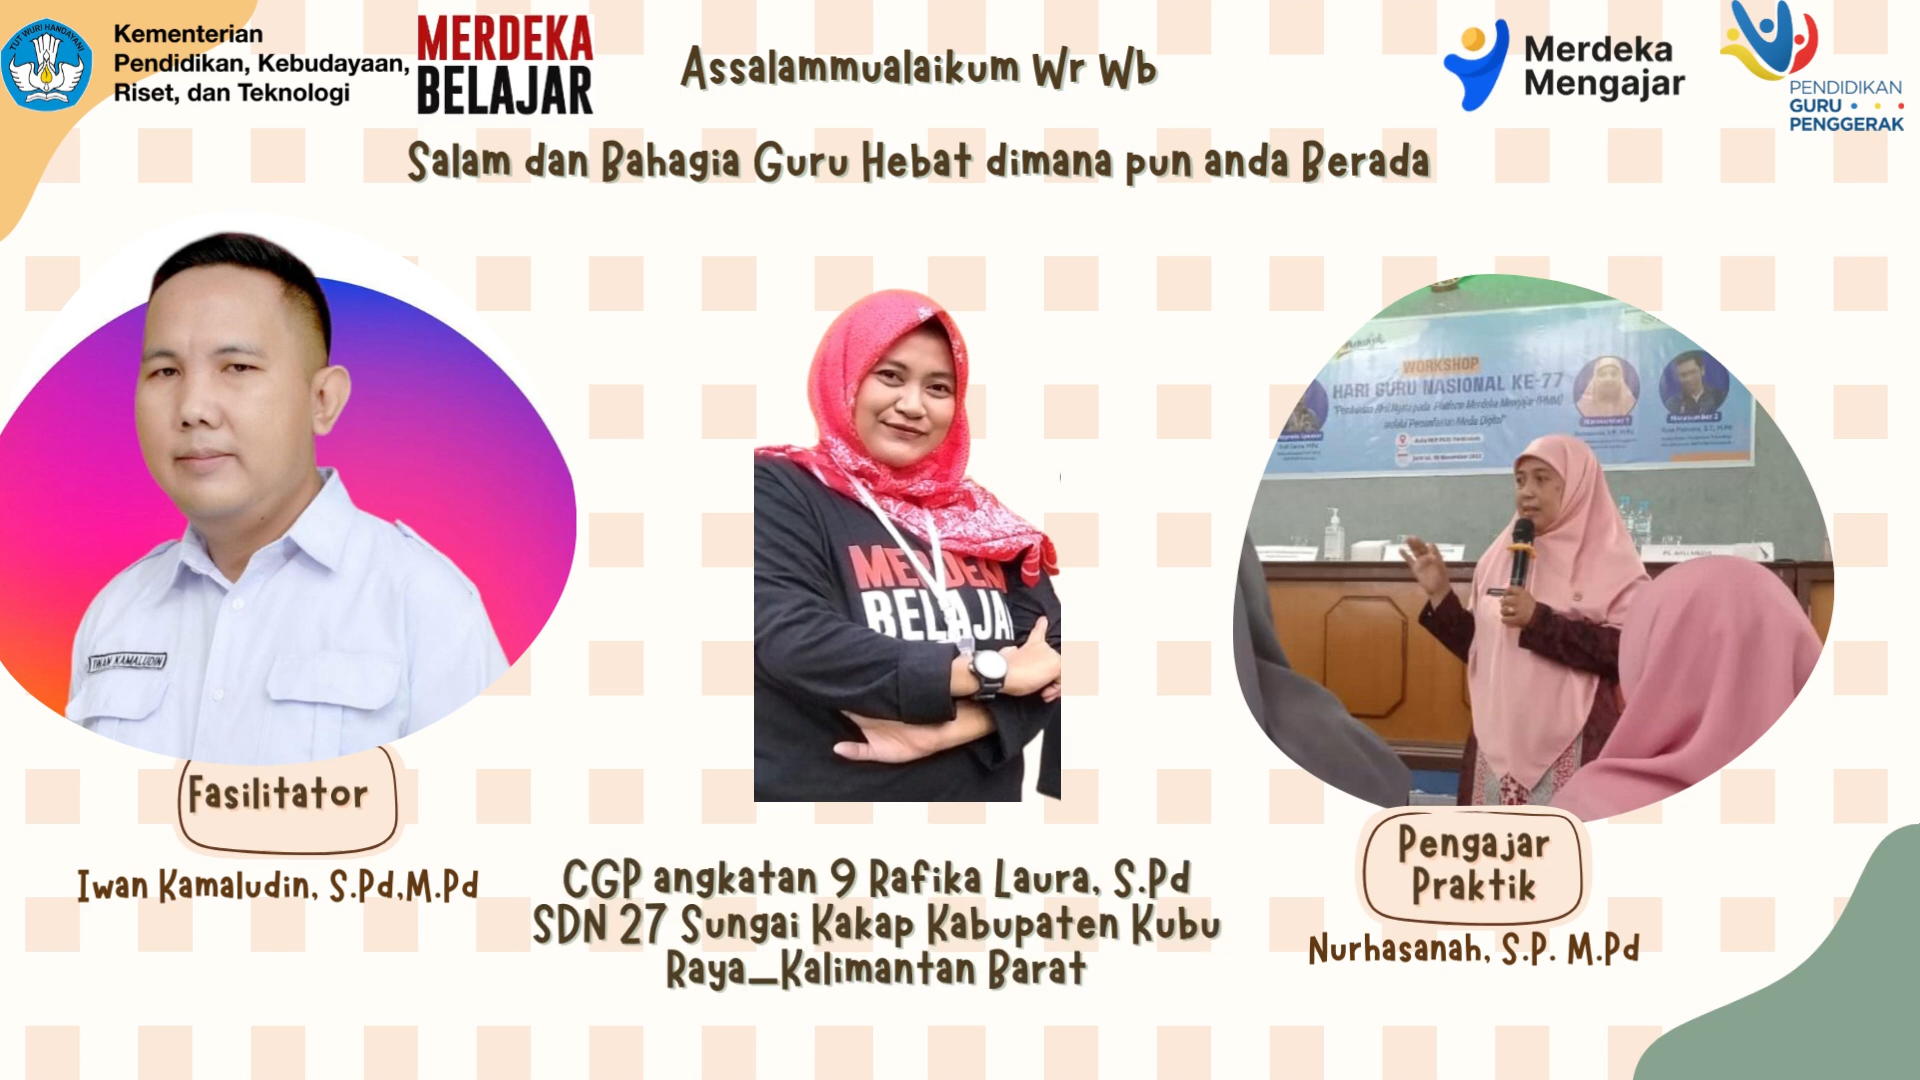 TUT WURI HANDAYANI
Kementerian
Pendidikan, Kebudayaan,
Riset, dan Teknologi
MERDEKA
BELAJAR
Assalammualaikum Wr Wb
Merdeka
Mengajar
PENDIDIKAN
GURU
PENGGERAK
Salam dan Bahagia Guru Hebat dimana pun anda Berada
IWAN KAMALUDIN
BELAJA
WORKSHOP
HARI GURU NASIONAL KE-77
Fasilitator
Iwan Kamaludin, S.Pd,M.Pd
CGP angkatan 9 Rafika Laura, S.Pd
SDN 27 Sungai Kakap Kabupaten Kubu
Raya_Kalimantan Barat
Pengajar
Praktik
Nurhasanah, S.P. M.Pd